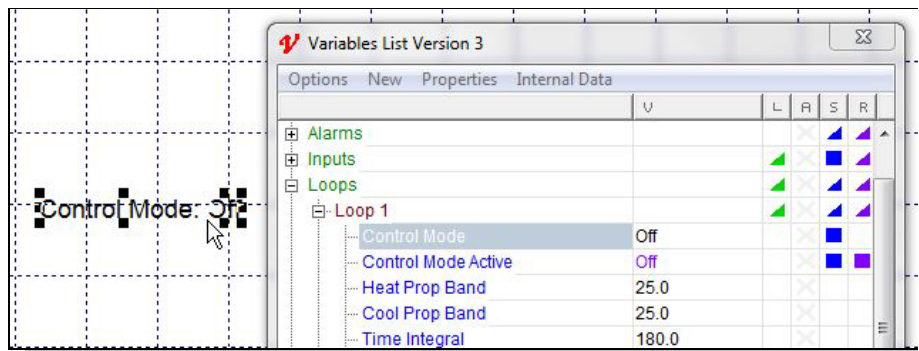 Variables List Version 3
Options New Properties Internal Data
V L A S R
Alarms
Inputs
Loops
Control Mode: Off
Loop 1
Control Mode Off
Control Mode Active Off
Heat Prop Band 25.0
Cool Prop Band 25.0
Time Integral 180.0